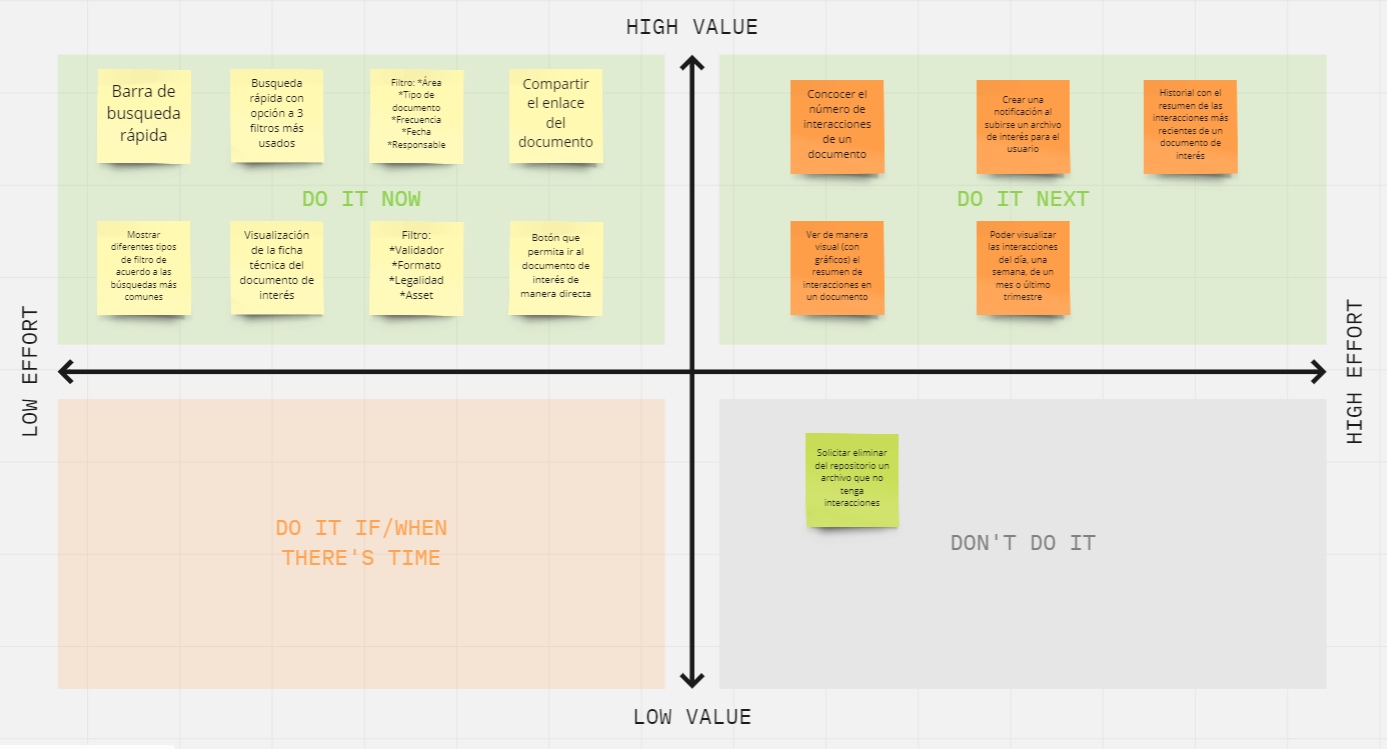 HIGH VALUE
Barra de
busqueda
rápida
Busqueda
rápida con
opción a 3
filtros más
usados
Filtro: *Área
*Tipo de
documento
*Frecuencia
*Fecha
*Responsable
Compartir
el enlace
del
documento
DO IT NOW
Mostrar
diferentes tipos
de filtro de
acuerdo a las
búsquedas más
comunes
Visualización
de la ficha
técnica del
documento de
interés
Filtro:
*Validador
*Formato
*Legalidad
*Asset
Botón que
permita ir al
documento de
interés de
manera directa
Concocer el
número de
interacciones
de un
documento
Crear una
notificación al
subirse un archivo
de interés para el
usuario
Historial con el
resumen de las
interacciones más
recientes de un
documento de
interés
DO IT NEXT
Ver de manera
visual (con
gráficos) el
resumen de
interacciones en
un documento
Poder visualizar
las interacciones
del día, una
semana, de un
mes o último
trimestre
LOW EFFORT
HIGH EFFORT
DO IT IF/WHEN
THERE'S TIME
Solicitar eliminar
del repositorio un
archivo que no
tenga
interacciones
DON'T DO IT
LOW VALUE